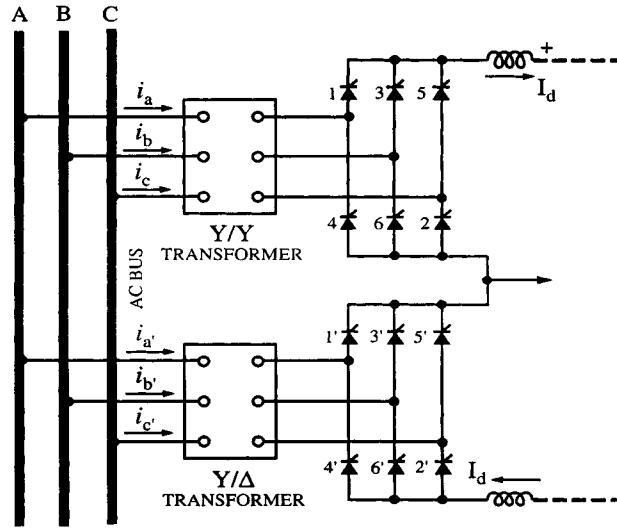 A B C
+
1 3 5
i_a
I_d
i_b
i_c
4 6 2
Y/Y
TRANSFORMER
AC BUS
1' 3' 5'
i_a'
i_b'
i_c'
4' 6' 2'
I_d
Y/Δ
TRANSFORMER